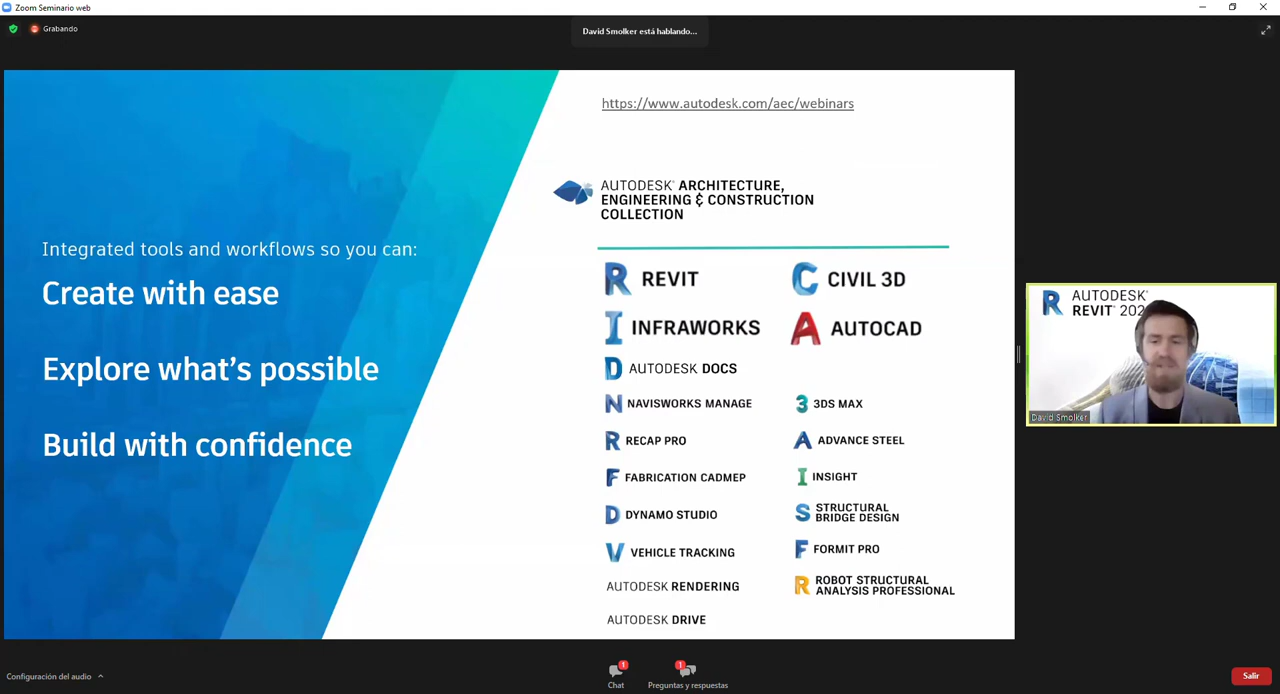 Zoom Seminario web
Grabando
David Smolker está hablando...
https://www.autodesk.com/aec/webinars
AUTODESK® ARCHITECTURE,
ENGINEERING & CONSTRUCTION
COLLECTION
Integrated tools and workflows so you can:
Create with ease
Explore what's possible
Build with confidence
R REVIT
C CIVIL 3D
I INFRAWORKS
A AUTOCAD
D AUTODESK DOCS
N NAVISWORKS MANAGE
3 3DS MAX
R RECAP PRO
A ADVANCE STEEL
F FABRICATION CADMEP
I INSIGHT
D DYNAMO STUDIO
S STRUCTURAL
BRIDGE DESIGN
V VEHICLE TRACKING
F FORMIT PRO
AUTODESK RENDERING
R ROBOT STRUCTURAL
ANALYSIS PROFESSIONAL
AUTODESK DRIVE
R AUTODESK®
REVIT®
David Smolker
Configuración del audio
1
Chat
1
Preguntas y respuestas
Salir